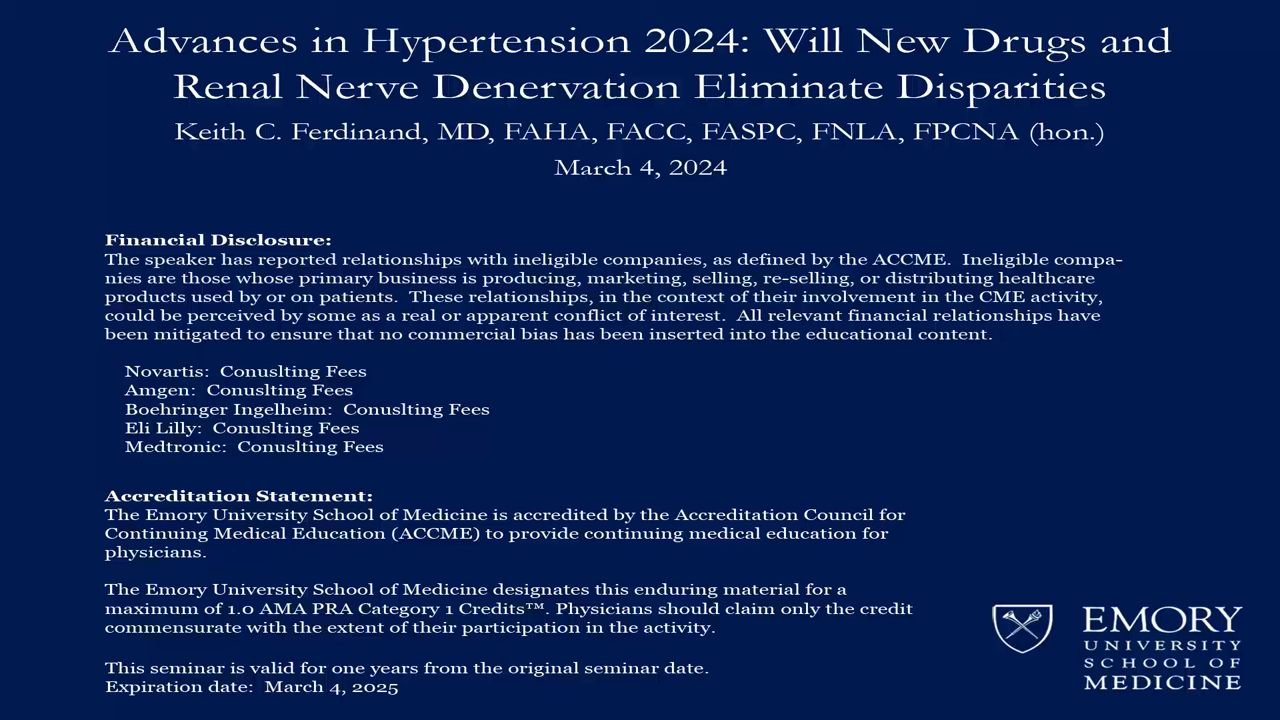 Advances in Hypertension 2024: Will New Drugs and
Renal Nerve Denervation Eliminate Disparities
Keith C. Ferdinand, MD, FAHA, FACC, FASPC, FNLA, FPCNA (hon.)
March 4, 2024
Financial Disclosure:
The speaker has reported relationships with ineligible companies, as defined by the ACCME.  Ineligible compa-
nies are those whose primary business is producing, marketing, selling, re-selling, or distributing healthcare
products used by or on patients.  These relationships, in the context of their involvement in the CME activity,
could be perceived by some as a real or apparent conflict of interest.  All relevant financial relationships have
been mitigated to ensure that no commercial bias has been inserted into the educational content.
Novartis:  Conuslting Fees
Amgen:  Conuslting Fees
Boehringer Ingelheim:  Conuslting Fees
Eli Lilly:  Conuslting Fees
Medtronic:  Conuslting Fees
Accreditation Statement:
The Emory University School of Medicine is accredited by the Accreditation Council for
Continuing Medical Education (ACCME) to provide continuing medical education for
physicians.
The Emory University School of Medicine designates this enduring material for a
maximum of 1.0 AMA PRA Category 1 Credits™. Physicians should claim only the credit
commensurate with the extent of their participation in the activity.
This seminar is valid for one years from the original seminar date.
Expiration date:  March 4, 2025
EMORY
UNIVERSITY
SCHOOL OF
MEDICINE